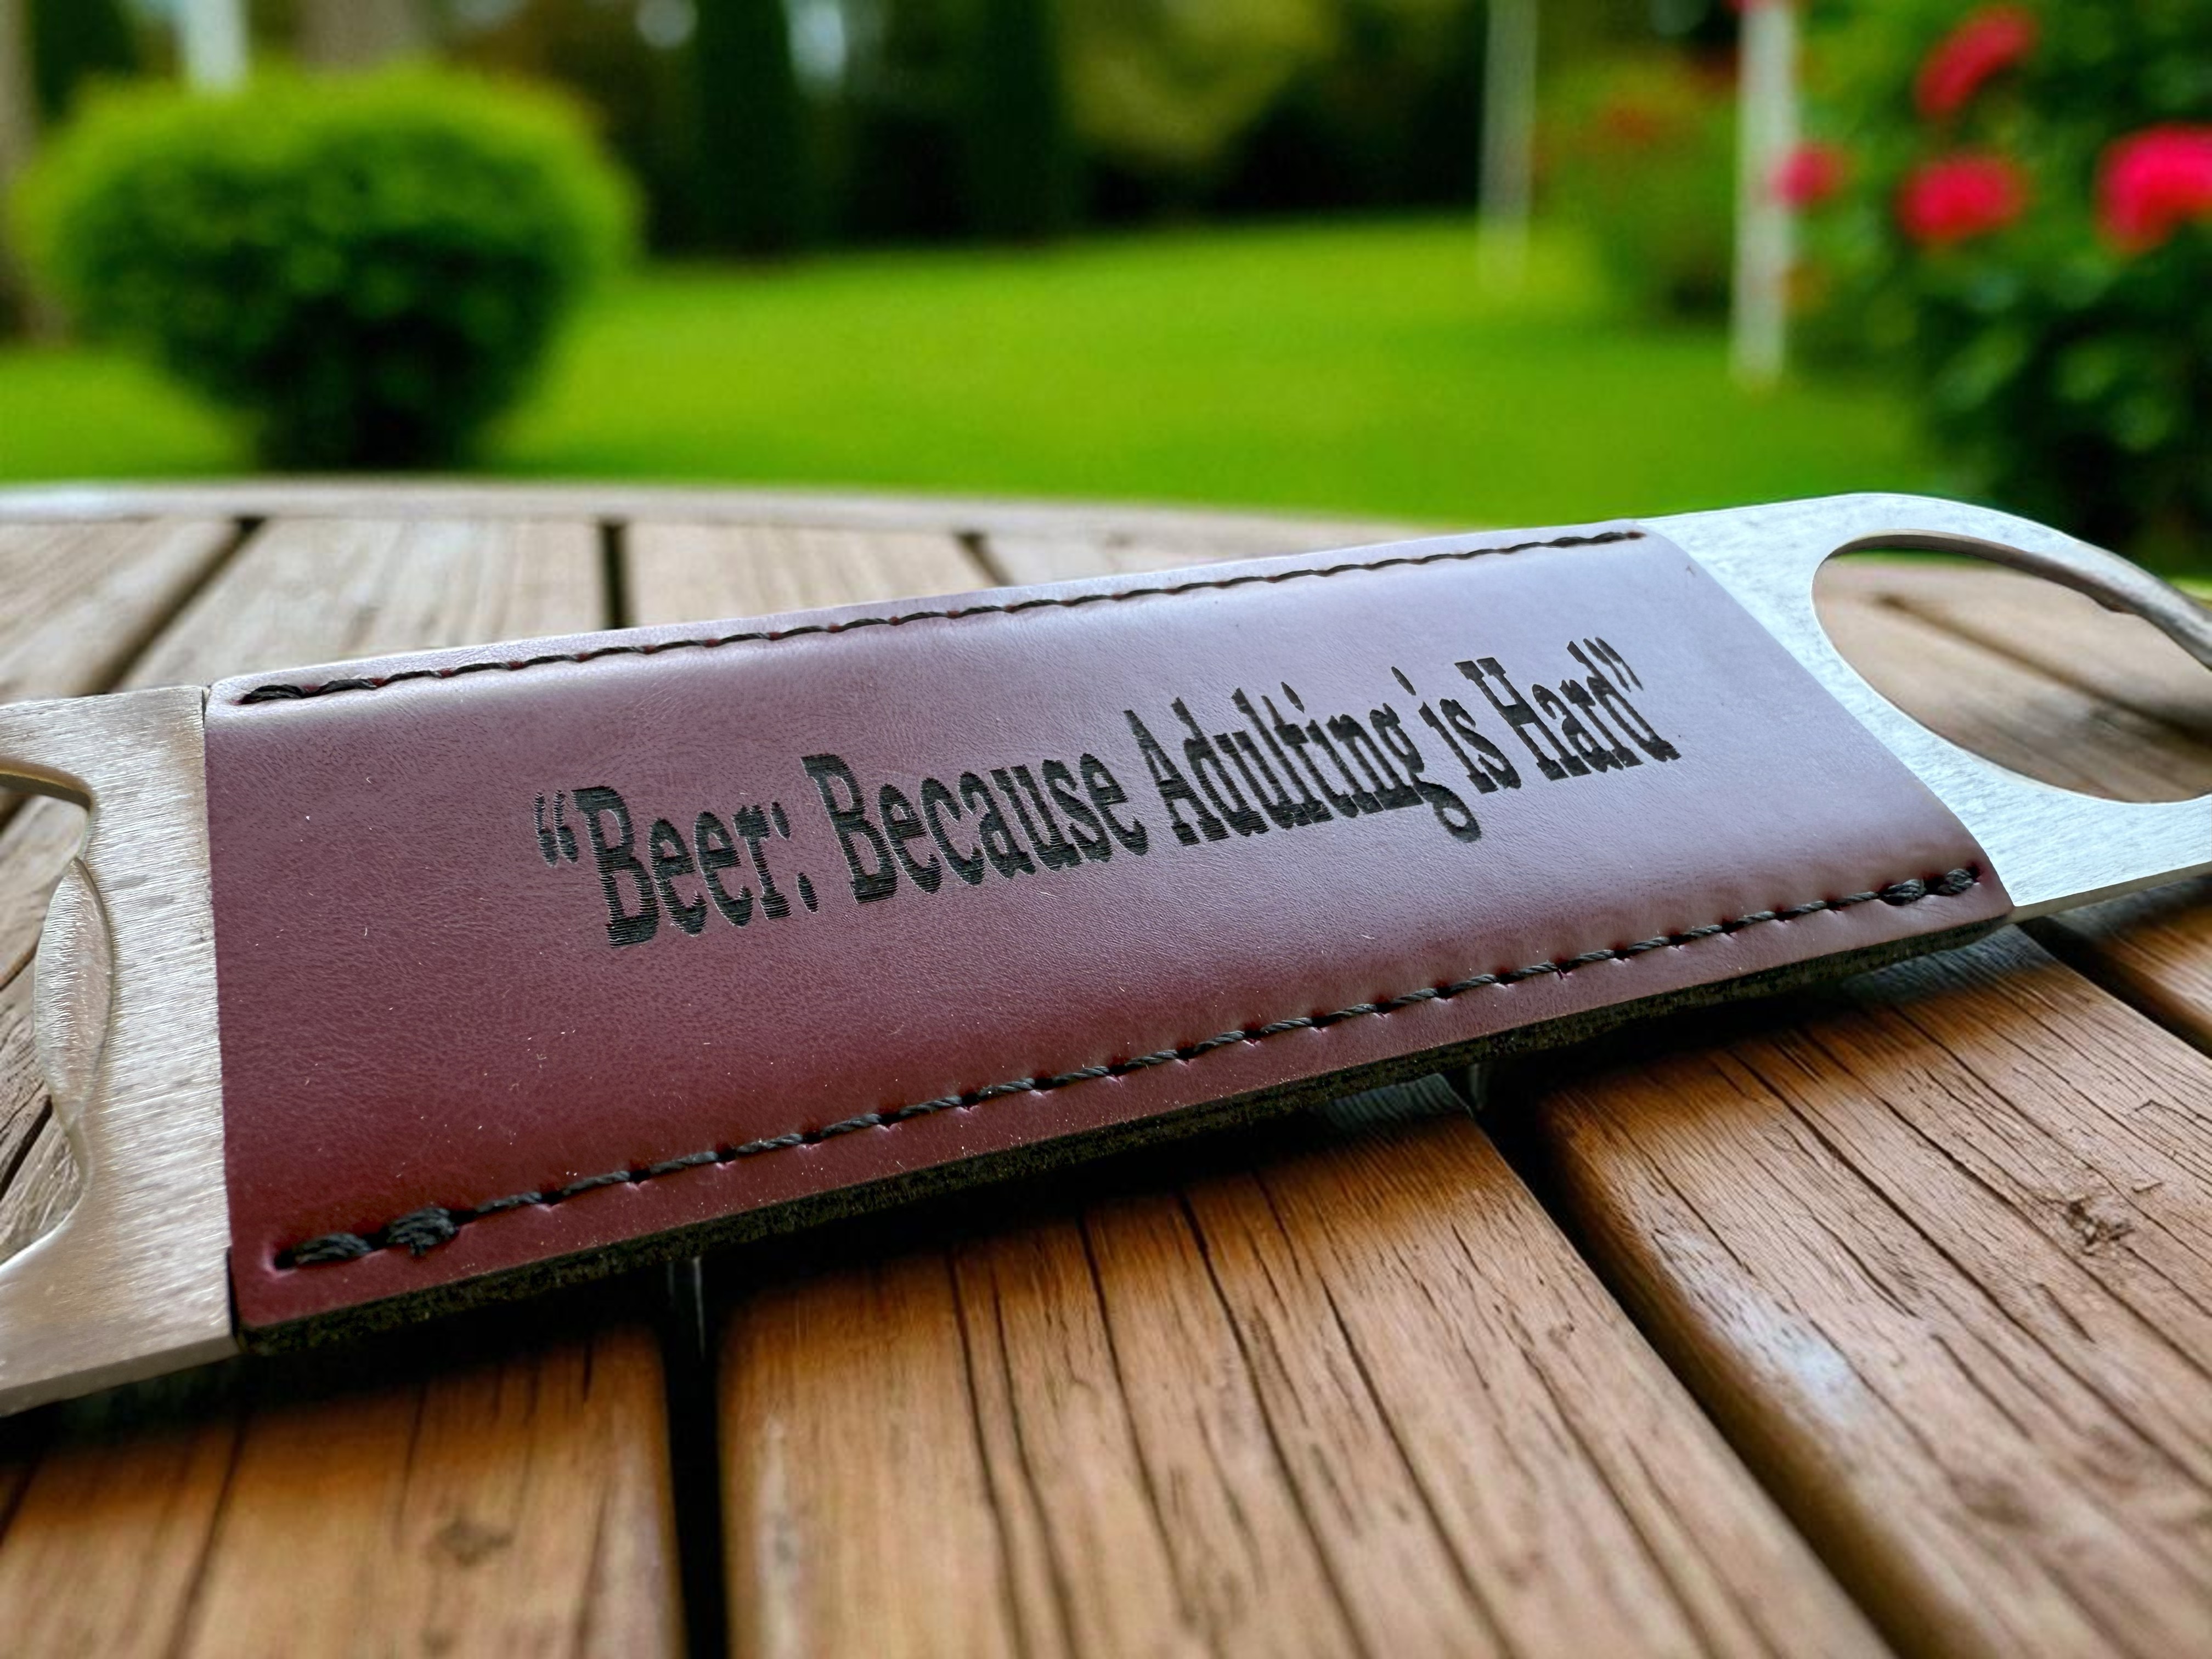 “Beer: Because Adulting is Hard”